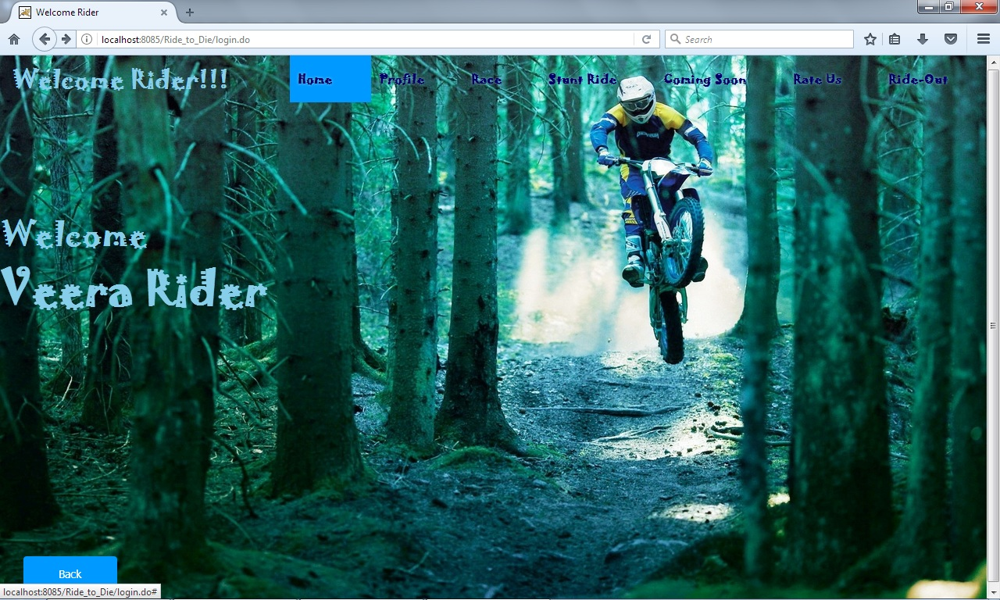 Welcome Rider
localhost:8085/Ride_to_Die/login.do
Search
Welcome Rider!!!
Home Profile Race Stunt Ride Coming Soon Rate Us Ride-Out
Welcome
Veera Rider
Back
localhost:8085/Ride_to_Die/login.do#